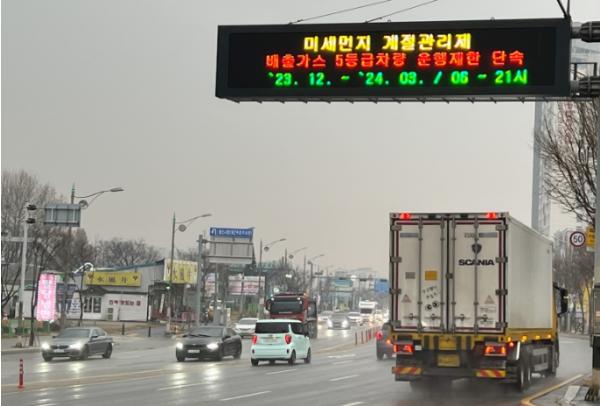 미세먼지 계절관리제
배출가스 5등급차량 운행제한 단속
`23. 12. ~ `24. 03. / 06 ~ 21시
SCANIA
50